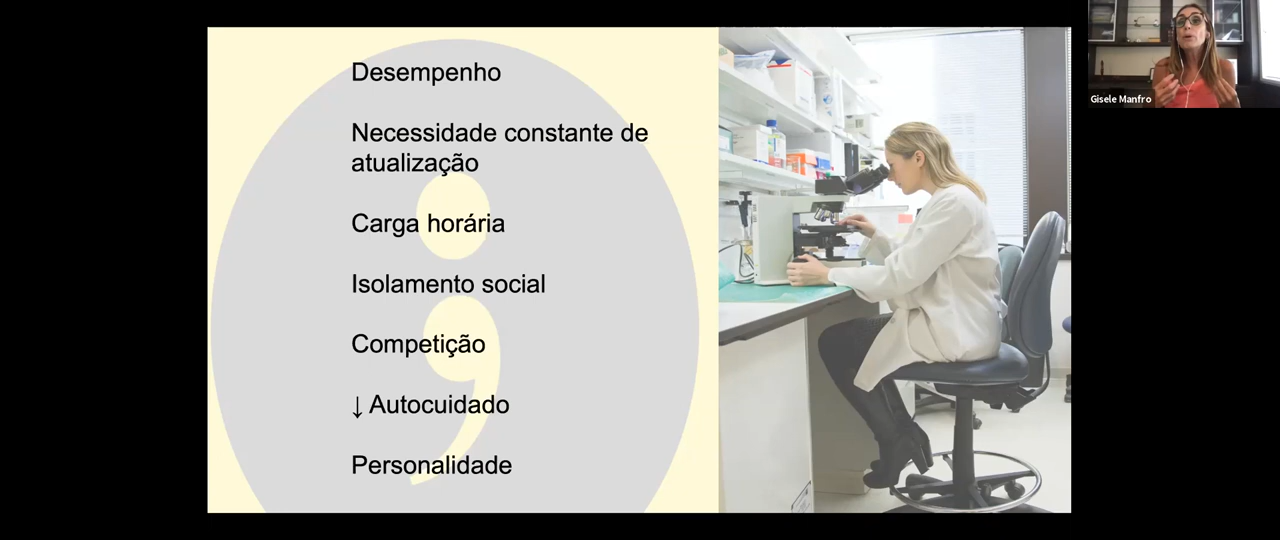 Desempenho
Necessidade constante de
atualização
Carga horária
Isolamento social
Competição
↓ Autocuidado
Personalidade
Gisele Manfro